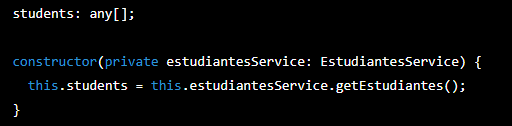 students: any[];

constructor(private estudiantesService: EstudiantesService) {
  this.students = this.estudiantesService.getEstudiantes();
}